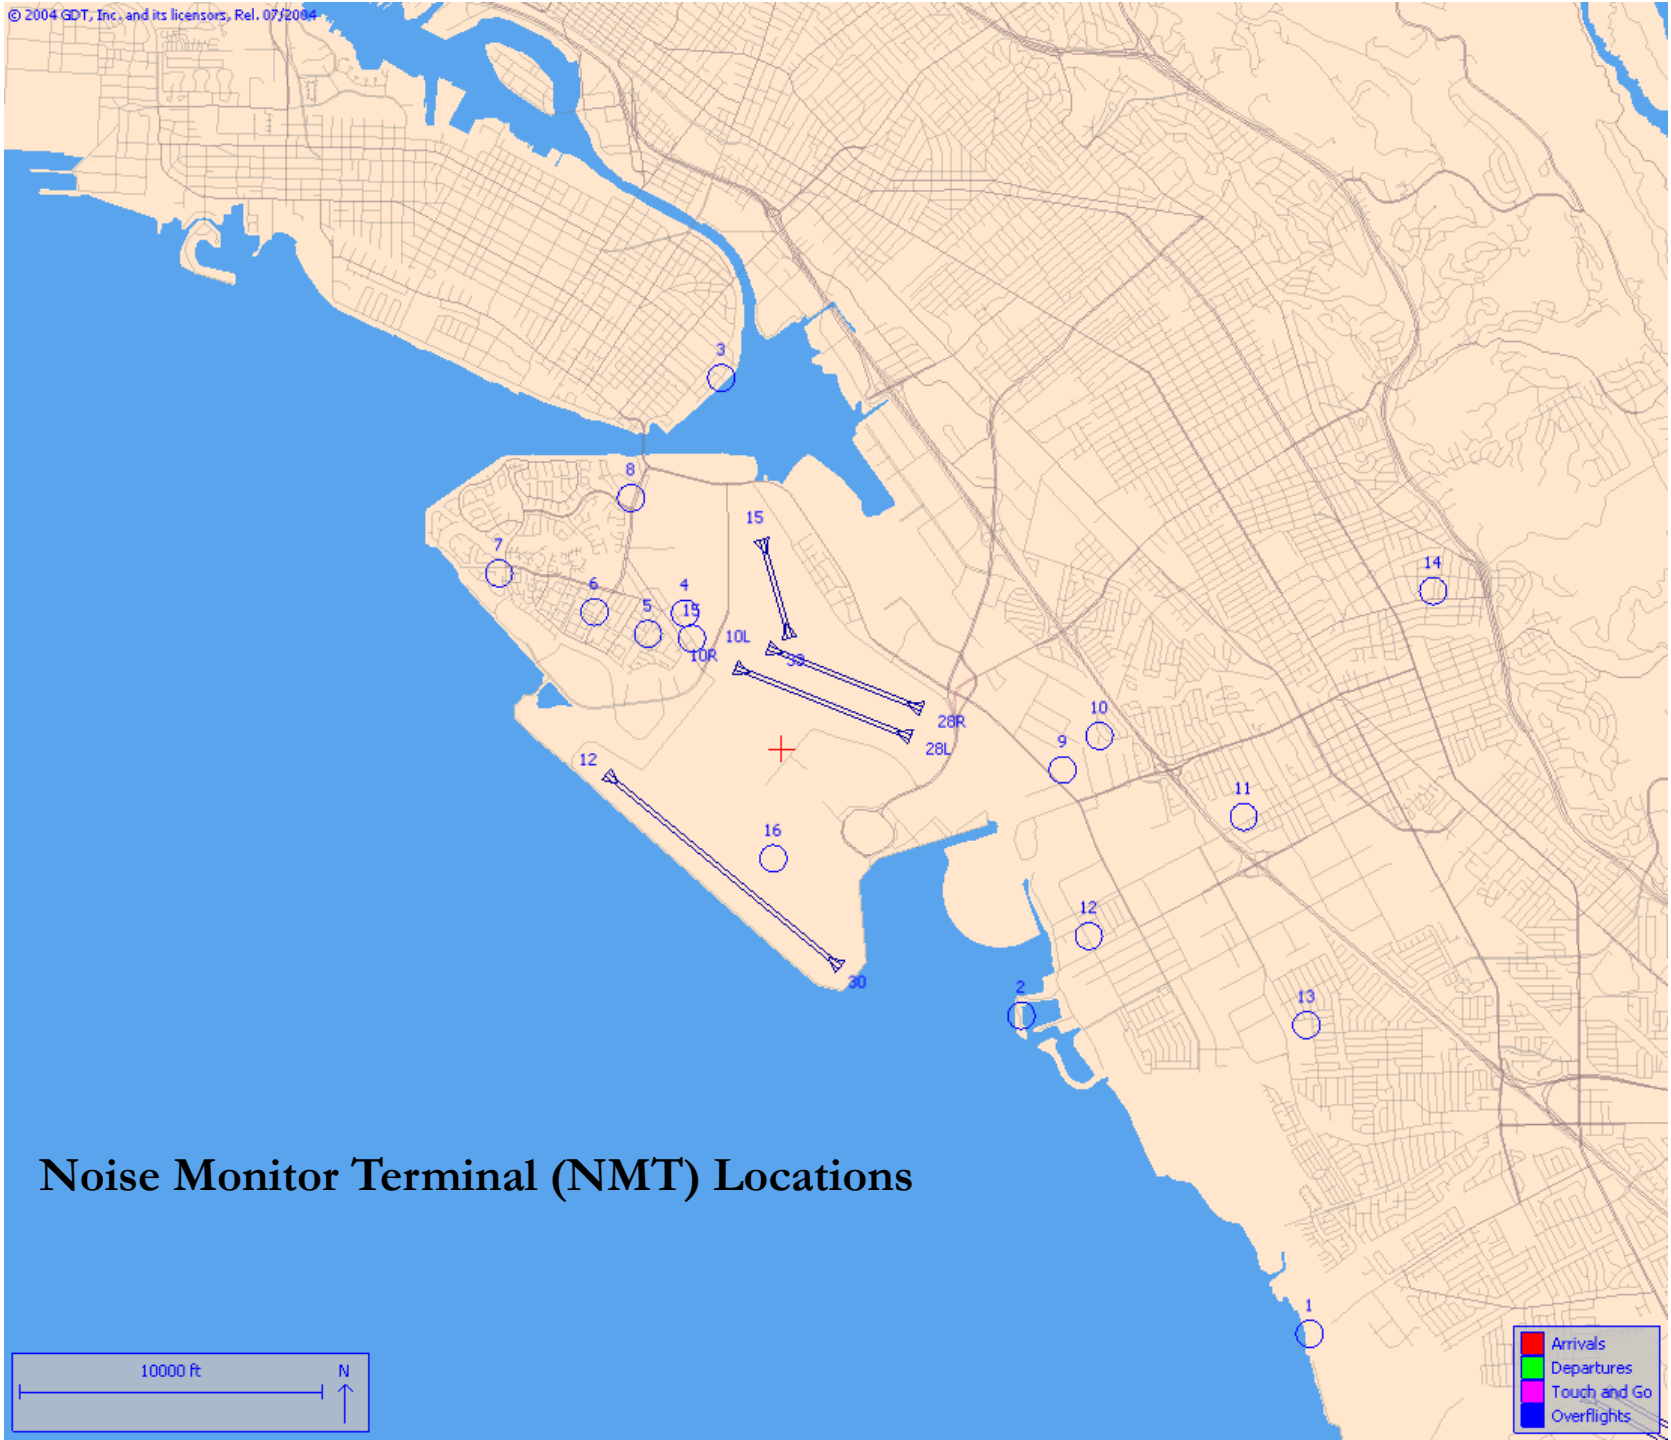 © 2004 GDT, Inc. and its licensors, Rel. 07/2004
3
8
15
7
14
6
4
5
15
10L
10R
33
10
28R
9
28L
12
11
16
12
30
2
13
Noise Monitor Terminal (NMT) Locations
1
10000 ft
N
Arrivals
Departures
Touch and Go
Overflights